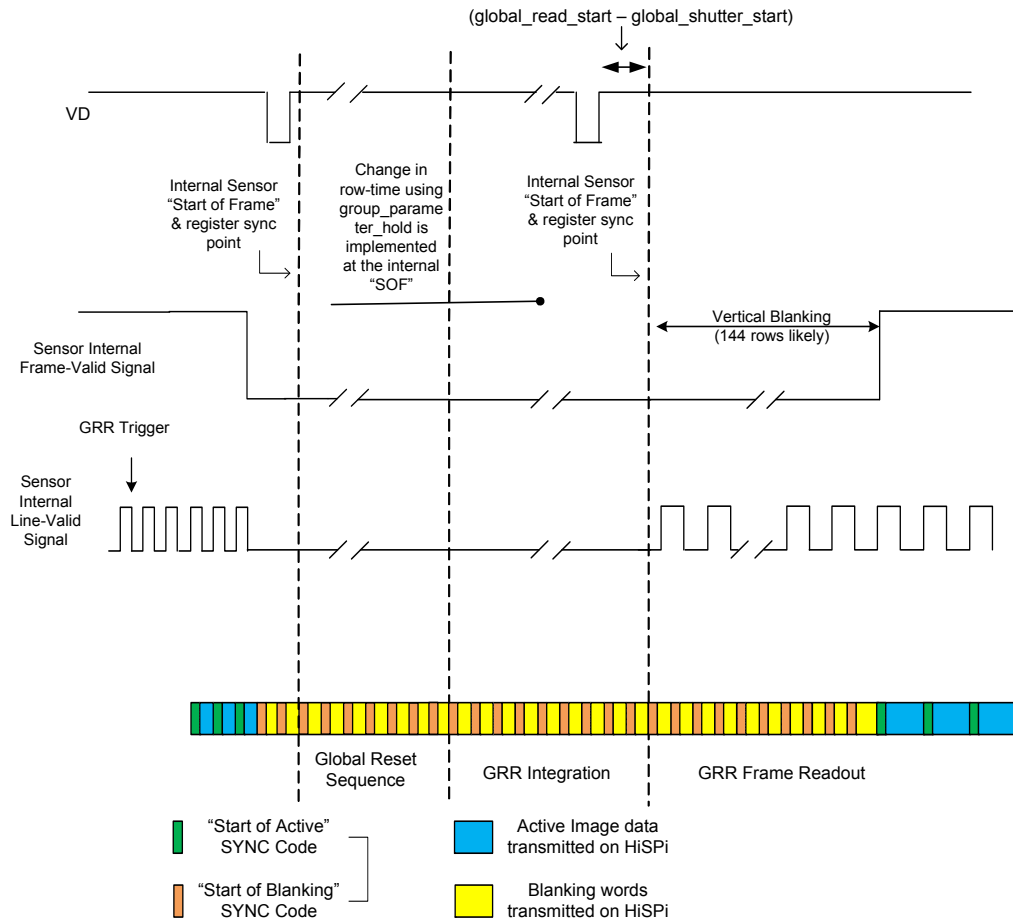 (global_read_start – global_shutter_start)
VD
Internal Sensor
“Start of Frame”
& register sync
point
Change in
row-time using
group_parame
ter_hold is
implemented
at the internal
“SOF”
Internal Sensor
“Start of Frame”
& register sync
point
Vertical Blanking
(144 rows likely)
Sensor Internal
Frame-Valid Signal
GRR Trigger
Sensor
Internal
Line-Valid
Signal
Global Reset
Sequence
GRR Integration
GRR Frame Readout
“Start of Active”
SYNC Code
Active Image data
transmitted on HiSPi
“Start of Blanking”
SYNC Code
Blanking words
transmitted on HiSPi